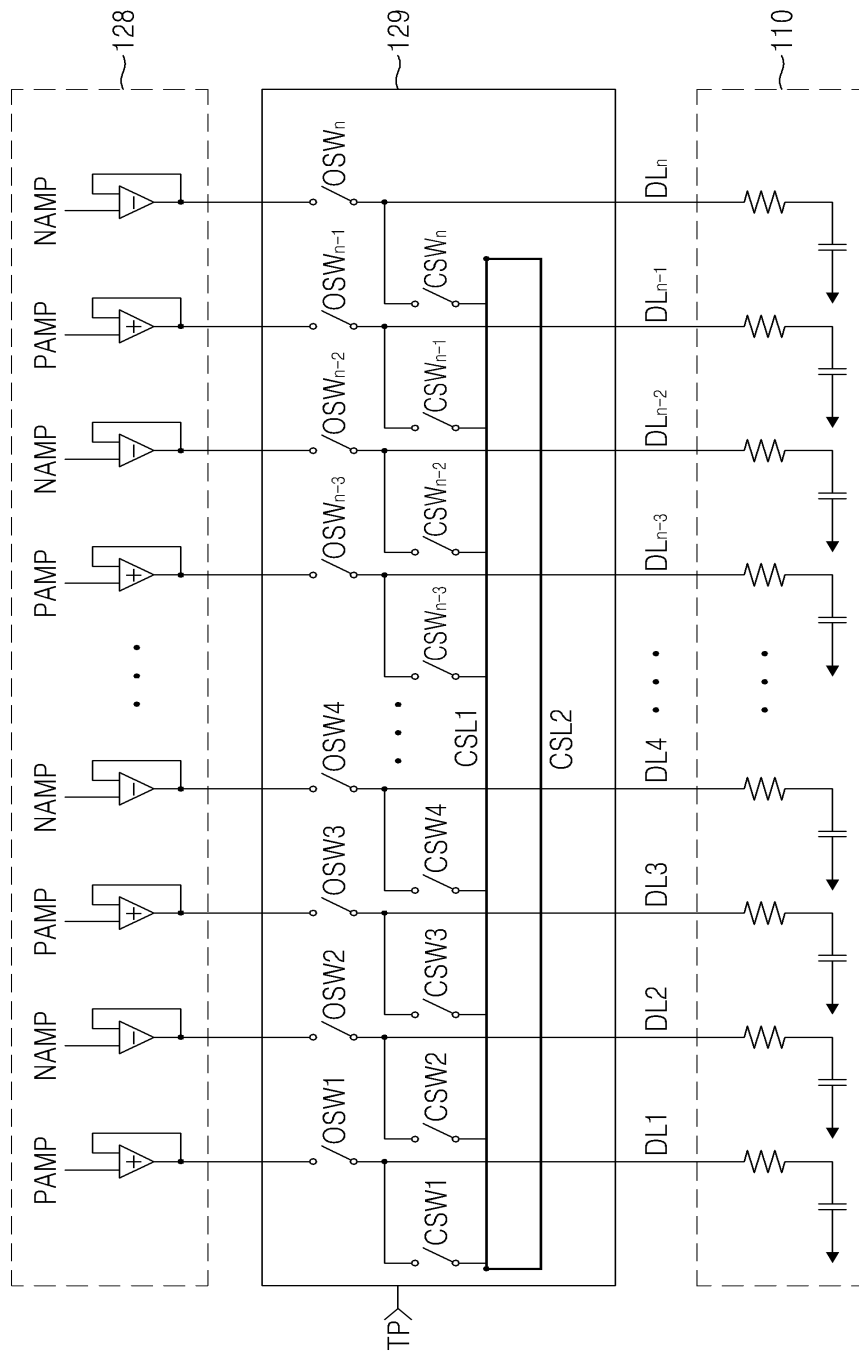 PAMP NAMP PAMP NAMP PAMP NAMP PAMP NAMP
+ − + − • • • + − + −
128
OSW1 OSW2 OSW3 OSW4 OSWn-3 OSWn-2 OSWn-1 OSWn
TP
129
CSW1 CSW2 CSW3 CSW4 • • • CSWn-3 CSWn-2 CSWn-1 CSWn
CSL1
CSL2
DL1 DL2 DL3 DL4 • • • DLn-3 DLn-2 DLn-1 DLn
• • •
110